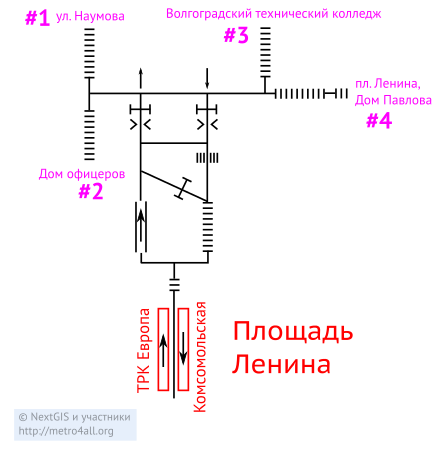 #1 ул. Наумова
Волгоградский технический колледж
#3
пл. Ленина,
Дом Павлова
#4
Дом офицеров
#2
ТРК Европа
Комсомольская
Площадь
Ленина
© NextGIS и участники
http://metro4all.org